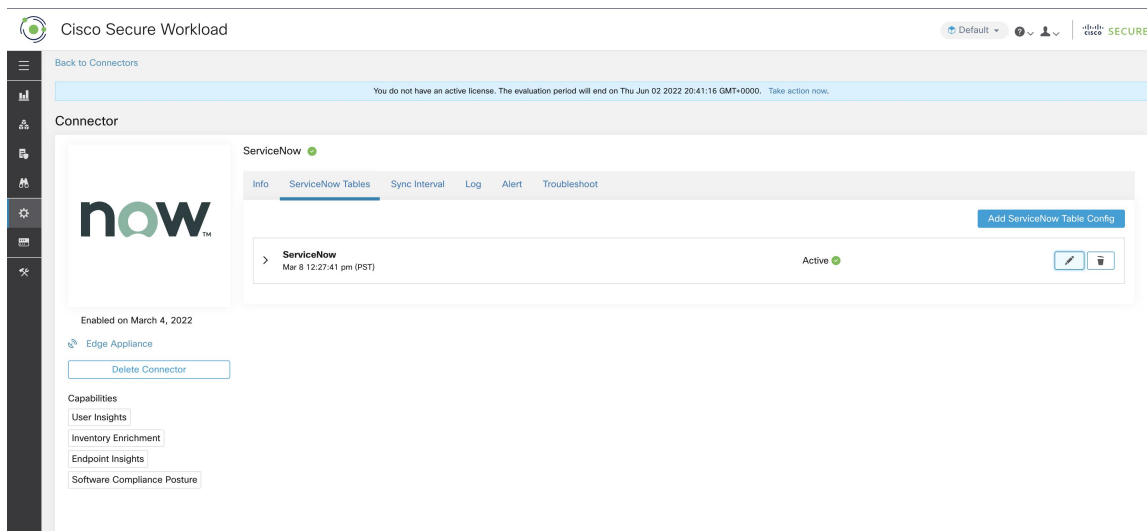 Cisco Secure Workload
Default
cisco SECURE
Back to Connectors
You do not have an active license. The evaluation period will end on Thu Jun 02 2022 20:41:16 GMT+0000. Take action now.
Connector
ServiceNow
Info ServiceNow Tables Sync Interval Log Alert Troubleshoot
now™
Add ServiceNow Table Config
ServiceNow
Mar 8 12:27:41 pm (PST)
Active
Enabled on March 4, 2022
Edge Appliance
Delete Connector
Capabilities
User Insights
Inventory Enrichment
Endpoint Insights
Software Compliance Posture